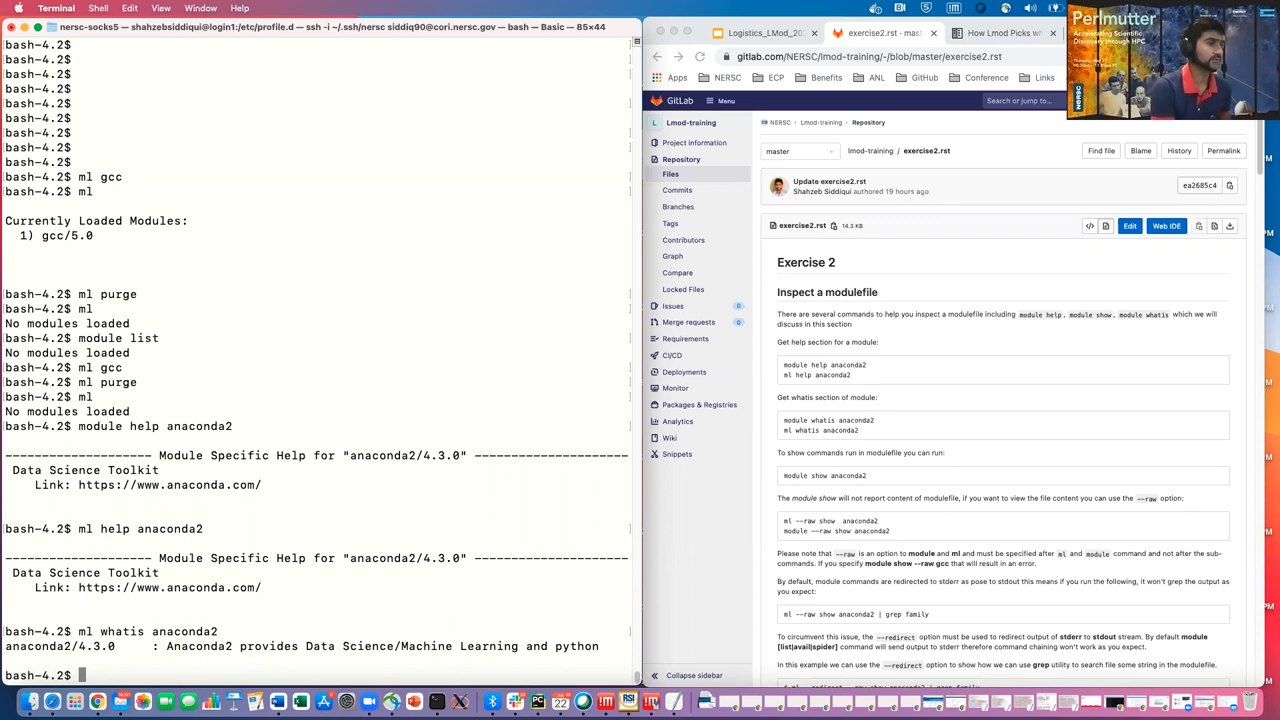 Terminal Shell Edit View Window Help
nersc-socks5 — shahzebsiddiqui@login1:/etc/profile.d — ssh -i ~/.ssh/nersc siddiq90@cori.nersc.gov — bash — Basic — 85×44
bash-4.2$
bash-4.2$
bash-4.2$
bash-4.2$
bash-4.2$
bash-4.2$
bash-4.2$
bash-4.2$
bash-4.2$
bash-4.2$ ml gcc
bash-4.2$ ml
Currently Loaded Modules:
1) gcc/5.0
bash-4.2$ ml purge
bash-4.2$ ml
No modules loaded
bash-4.2$ module list
No modules loaded
bash-4.2$ ml gcc
bash-4.2$ ml purge
bash-4.2$ ml
No modules loaded
bash-4.2$ module help anaconda2
-------------------- Module Specific Help for "anaconda2/4.3.0" ---------------------
Data Science Toolkit
Link: https://www.anaconda.com/
bash-4.2$ ml help anaconda2
-------------------- Module Specific Help for "anaconda2/4.3.0" ---------------------
Data Science Toolkit
Link: https://www.anaconda.com/
bash-4.2$ ml whatis anaconda2
anaconda2/4.3.0 : Anaconda2 provides Data Science/Machine Learning and python
bash-4.2$
Logistics_LMod_202
exercise2.rst · mast
How Lmod Picks wh
gitlab.com/NERSC/lmod-training/-/blob/master/exercise2.rst
Apps NERSC ECP Benefits ANL GitHub Conference Links
GitLab Menu Search or jump to...
L Lmod-training
Project information
Repository
Files
Commits
Branches
Tags
Contributors
Graph
Compare
Locked Files
Issues 0
Merge requests 0
Requirements
CI/CD
Deployments
Monitor
Packages & Registries
Analytics
Wiki
Snippets
Collapse sidebar
NERSC › Lmod-training › Repository
master lmod-training / exercise2.rst Find file Blame History Permalink
Update exercise2.rst
Shahzeb Siddiqui authored 19 hours ago
ea2685c4
exercise2.rst 14.3 KB Edit Web IDE
Exercise 2
Inspect a modulefile
There are several commands to help you inspect a modulefile including module help, module show, module whatis which we will
discuss in this section
Get help section for a module:
module help anaconda2
ml help anaconda2
Get whatis section of module:
module whatis anaconda2
ml whatis anaconda2
To show commands run in modulefile you can run:
module show anaconda2
The module show will not report content of modulefile, if you want to view the file content you can use the --raw option:
ml --raw show anaconda2
module --raw show anaconda2
Please note that --raw is an option to module and ml and must be specified after ml and module command and not after the sub-
commands. If you specify module show --raw gcc that will result in an error.
By default, module commands are redirected to stderr as pose to stdout this means if you run the following, it won't grep the output as
you expect:
ml --raw show anaconda2 | grep family
To circumvent this issue, the --redirect option must be used to redirect output of stderr to stdout stream. By default module
[list|avail|spider] command will send output to stderr therefore command chaining won't work as you expect.
In this example we can use the --redirect option to show how we can use grep utility to search file some string in the modulefile.
Perlmutter
Accelerating Scientific
Discovery through HPC
NERSC